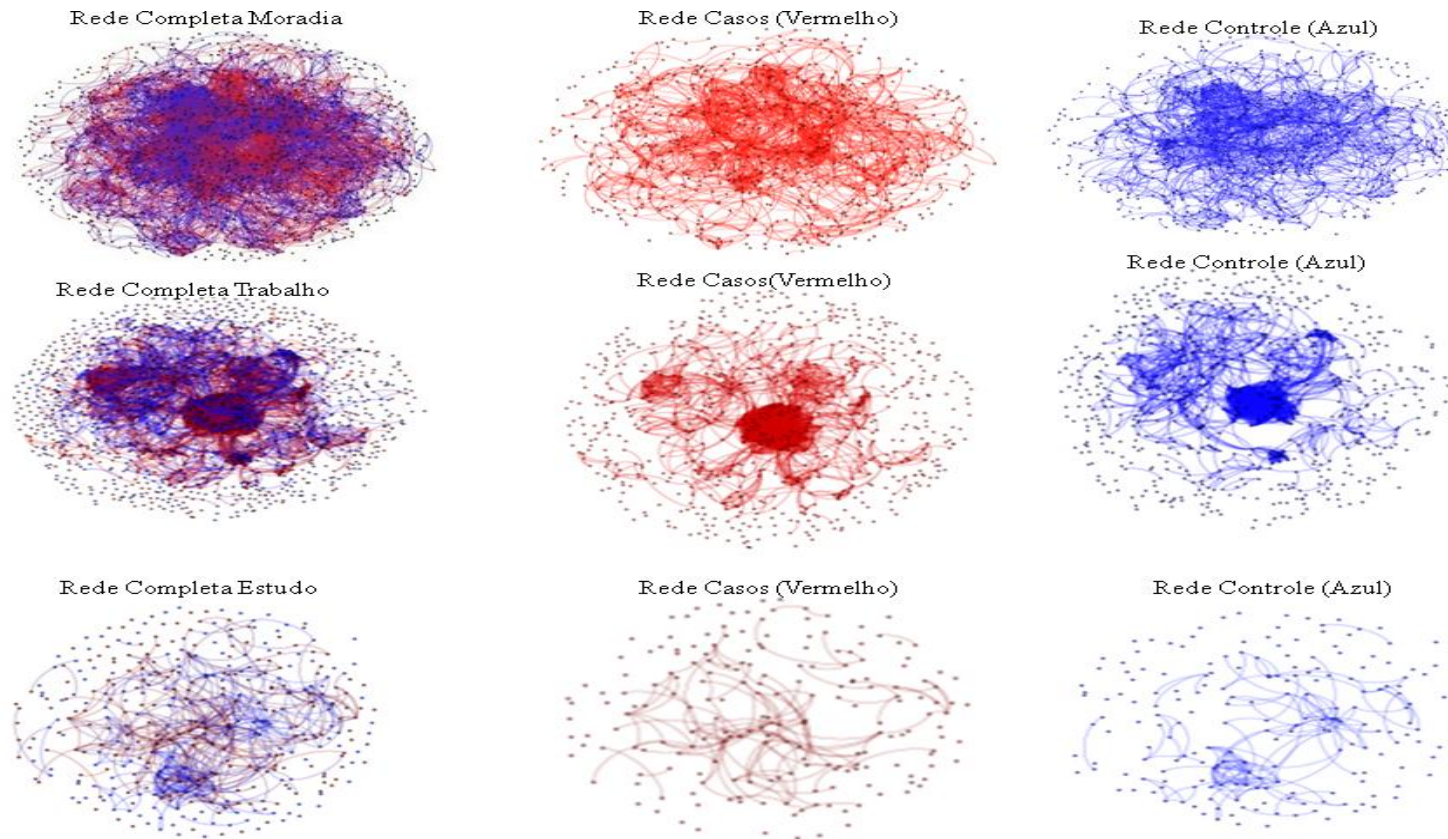 Rede Completa Moradia
Rede Casos (Vermelho)
Rede Controle (Azul)
Rede Completa Trabalho
Rede Casos(Vermelho)
Rede Controle (Azul)
Rede Completa Estudo
Rede Casos (Vermelho)
Rede Controle (Azul)